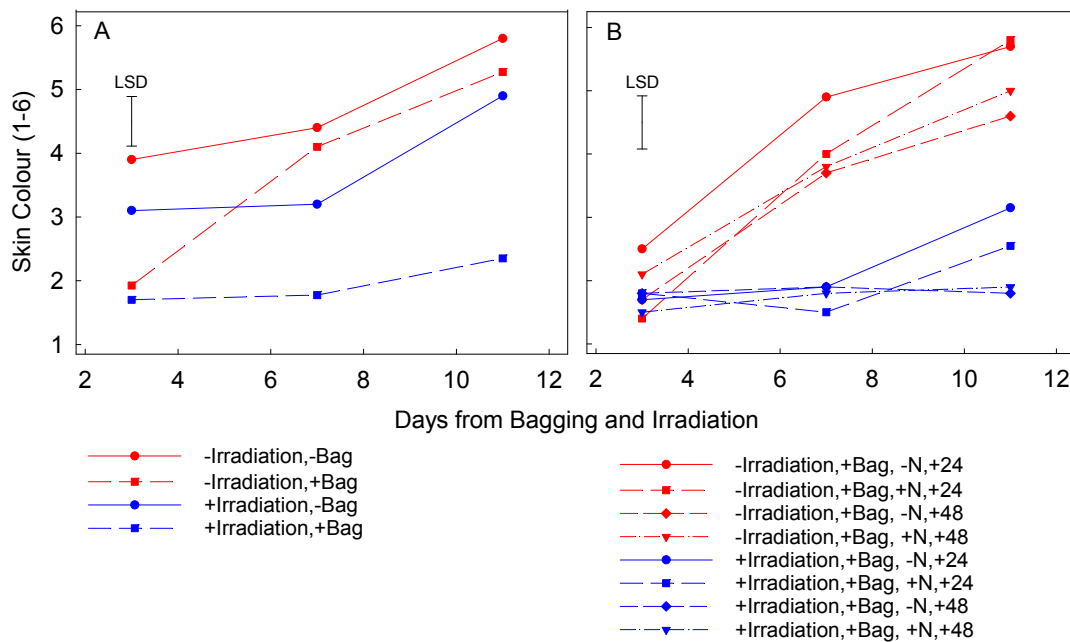 A
B
LSD
LSD
Skin Colour (1-6)
6
5
4
3
2
1
2 4 6 8 10 12
2 4 6 8 10 12
Days from Bagging and Irradiation
-Irradiation,-Bag
-Irradiation,+Bag
+Irradiation,-Bag
+Irradiation,+Bag
-Irradiation,+Bag, -N,+24
-Irradiation,+Bag,+N,+24
-Irradiation,+Bag, -N,+48
-Irradiation,+Bag, +N,+48
+Irradiation,+Bag, -N,+24
+Irradiation,+Bag, +N,+24
+Irradiation,+Bag, -N,+48
+Irradiation,+Bag, +N,+48